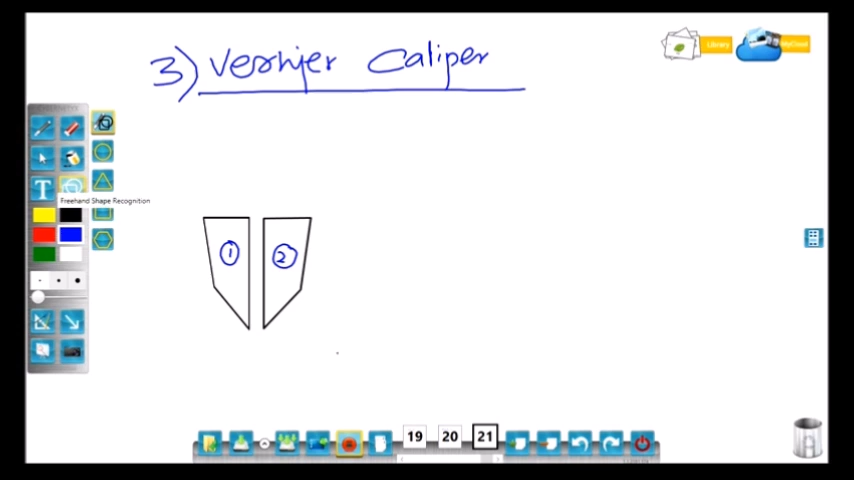 3) Vernier Caliper
Library
MyCloud
T
Freehand Shape Recognition
1 2
19 20 21